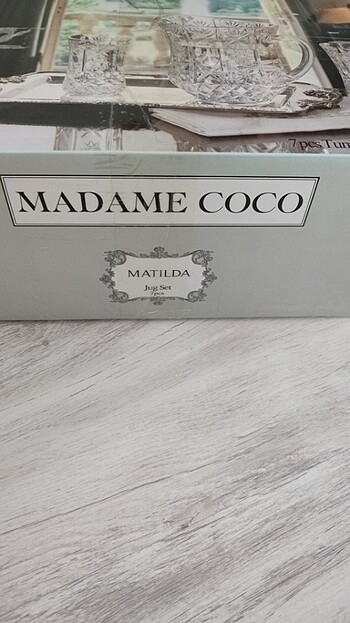 7 pcs Tum
MADAME COCO
MATILDA
Jug Set
7pcs